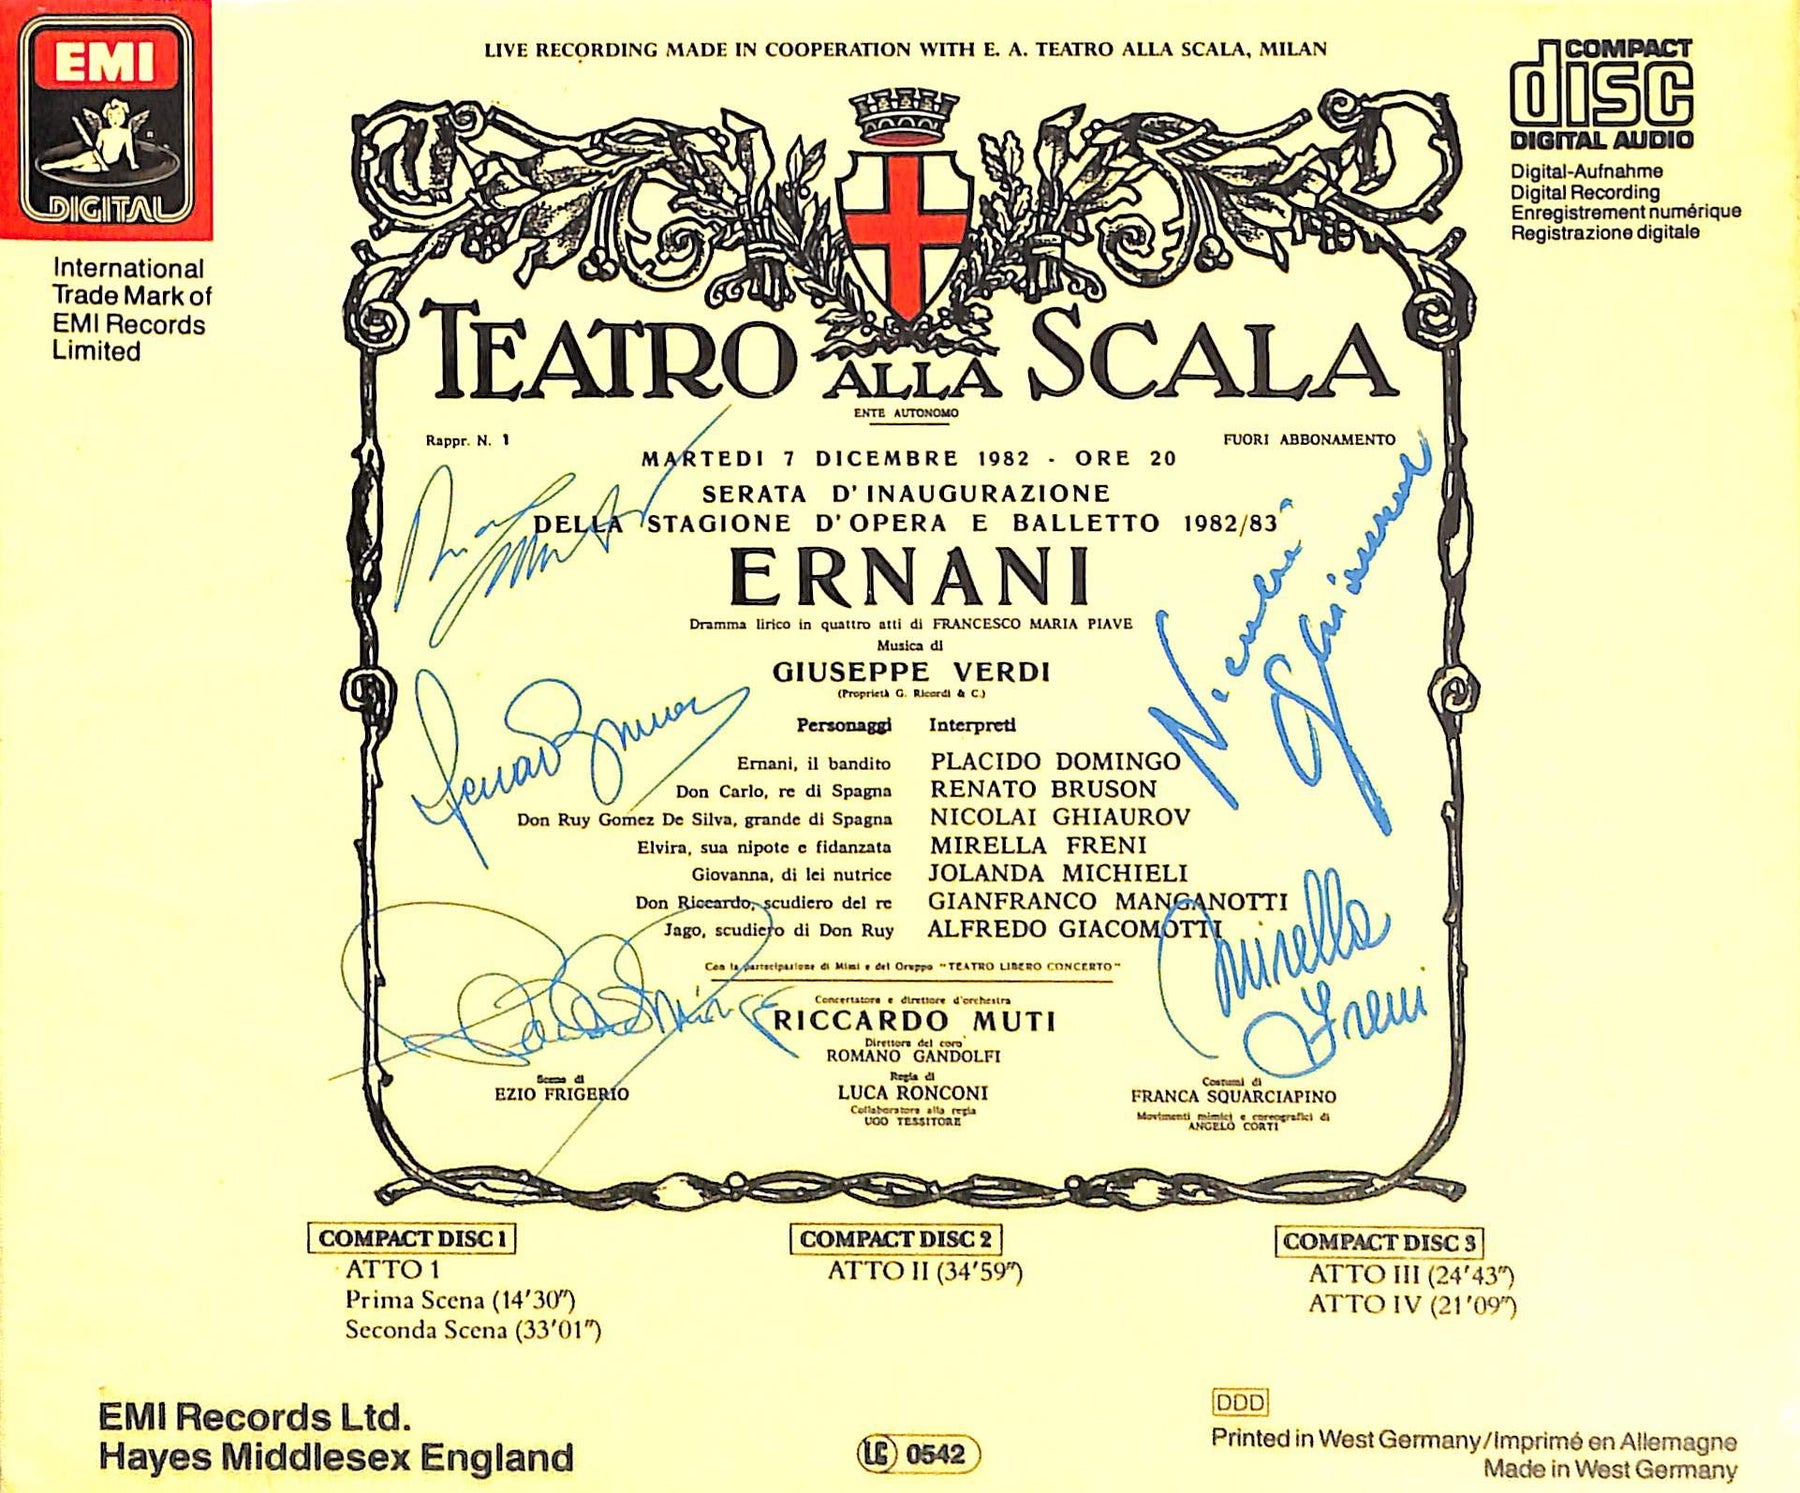 EMI
DIGITAL
International
Trade Mark of
EMI Records
Limited
LIVE RECORDING MADE IN COOPERATION WITH E. A. TEATRO ALLA SCALA, MILAN
COMPACT
disc
DIGITAL AUDIO
Digital-Aufnahme
Digital Recording
Enregistrement numérique
Registrazione digitale
TEATRO ALLA SCALA
ENTE AUTONOMO
Rappr. N. 1
FUORI ABBONAMENTO
MARTEDI 7 DICEMBRE 1982 - ORE 20
SERATA D'INAUGURAZIONE
DELLA STAGIONE D'OPERA E BALLETTO 1982/83
ERNANI
Dramma lirico in quattro atti di FRANCESCO MARIA PIAVE
Musica di
GIUSEPPE VERDI
(Proprietà G. Ricordi & C.)
Personaggi Interpreti
Ernani, il bandito PLACIDO DOMINGO
Don Carlo, re di Spagna RENATO BRUSON
Don Ruy Gomez De Silva, grande di Spagna NICOLAI GHIAUROV
Elvira, sua nipote e fidanzata MIRELLA FRENI
Giovanna, di lei nutrice JOLANDA MICHIELI
Don Riccardo, scudiero del re GIANFRANCO MANGANOTTI
Jago, scudiero di Don Ruy ALFREDO GIACOMOTTI
Con la partecipazione di Mimi e del Gruppo "TEATRO LIBERO CONCERTO"
Concertatore e direttore d'orchestra
RICCARDO MUTI
Direttore del coro
ROMANO GANDOLFI
Scene di
EZIO FRIGERIO
Regia di
LUCA RONCONI
Collaboratore alla regia
UGO TESSITORE
Costumi di
FRANCA SQUARCIAPINO
Movimenti mimici e coreografici di
ANGELO CORTI
Mirella
Freni
COMPACT DISC 1
ATTO 1
Prima Scena (14'30")
Seconda Scena (33'01")
COMPACT DISC 2
ATTO II (34'59")
COMPACT DISC 3
ATTO III (24'43")
ATTO IV (21'09")
EMI Records Ltd.
Hayes Middlesex England
LC 0542
DDD
Printed in West Germany/Imprimé en Allemagne
Made in West Germany